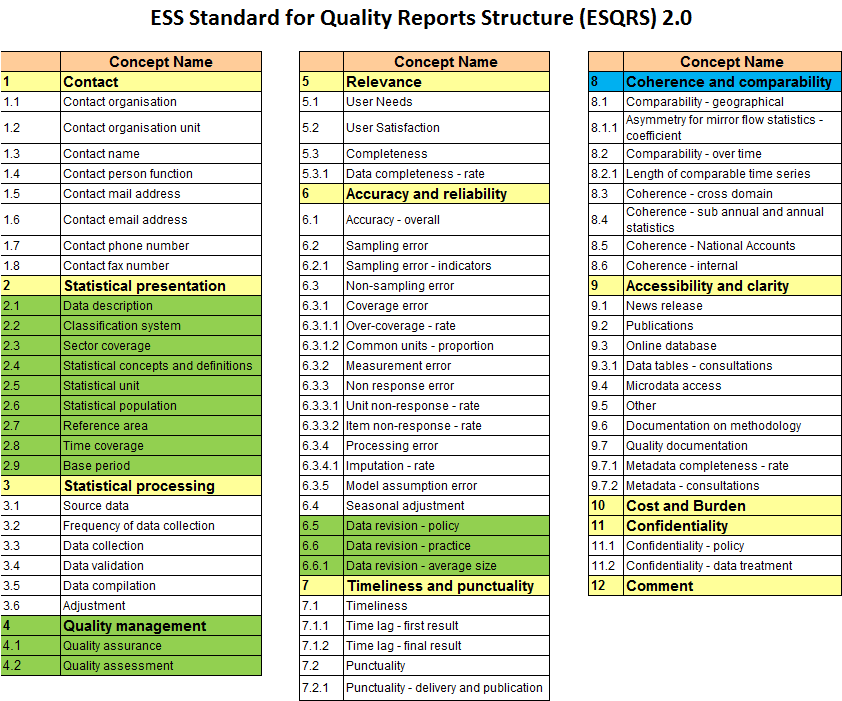 ESS Standard for Quality Reports Structure (ESQRS) 2.0
Concept Name
1 Contact
1.1 Contact organisation
1.2 Contact organisation unit
1.3 Contact name
1.4 Contact person function
1.5 Contact mail address
1.6 Contact email address
1.7 Contact phone number
1.8 Contact fax number
2 Statistical presentation
2.1 Data description
2.2 Classification system
2.3 Sector coverage
2.4 Statistical concepts and definitions
2.5 Statistical unit
2.6 Statistical population
2.7 Reference area
2.8 Time coverage
2.9 Base period
3 Statistical processing
3.1 Source data
3.2 Frequency of data collection
3.3 Data collection
3.4 Data validation
3.5 Data compilation
3.6 Adjustment
4 Quality management
4.1 Quality assurance
4.2 Quality assessment
Concept Name
5 Relevance
5.1 User Needs
5.2 User Satisfaction
5.3 Completeness
5.3.1 Data completeness - rate
6 Accuracy and reliability
6.1 Accuracy - overall
6.2 Sampling error
6.2.1 Sampling error - indicators
6.3 Non-sampling error
6.3.1 Coverage error
6.3.1.1 Over-coverage - rate
6.3.1.2 Common units - proportion
6.3.2 Measurement error
6.3.3 Non response error
6.3.3.1 Unit non-response - rate
6.3.3.2 Item non-response - rate
6.3.4 Processing error
6.3.4.1 Imputation - rate
6.3.5 Model assumption error
6.4 Seasonal adjustment
6.5 Data revision - policy
6.6 Data revision - practice
6.6.1 Data revision - average size
7 Timeliness and punctuality
7.1 Timeliness
7.1.1 Time lag - first result
7.1.2 Time lag - final result
7.2 Punctuality
7.2.1 Punctuality - delivery and publication
Concept Name
8 Coherence and comparability
8.1 Comparability - geographical
8.1.1 Asymmetry for mirror flow statistics -
coefficient
8.2 Comparability - over time
8.2.1 Length of comparable time series
8.3 Coherence - cross domain
8.4 Coherence - sub annual and annual
statistics
8.5 Coherence - National Accounts
8.6 Coherence - internal
9 Accessibility and clarity
9.1 News release
9.2 Publications
9.3 Online database
9.3.1 Data tables - consultations
9.4 Microdata access
9.5 Other
9.6 Documentation on methodology
9.7 Quality documentation
9.7.1 Metadata completeness - rate
9.7.2 Metadata - consultations
10 Cost and Burden
11 Confidentiality
11.1 Confidentiality - policy
11.2 Confidentiality - data treatment
12 Comment